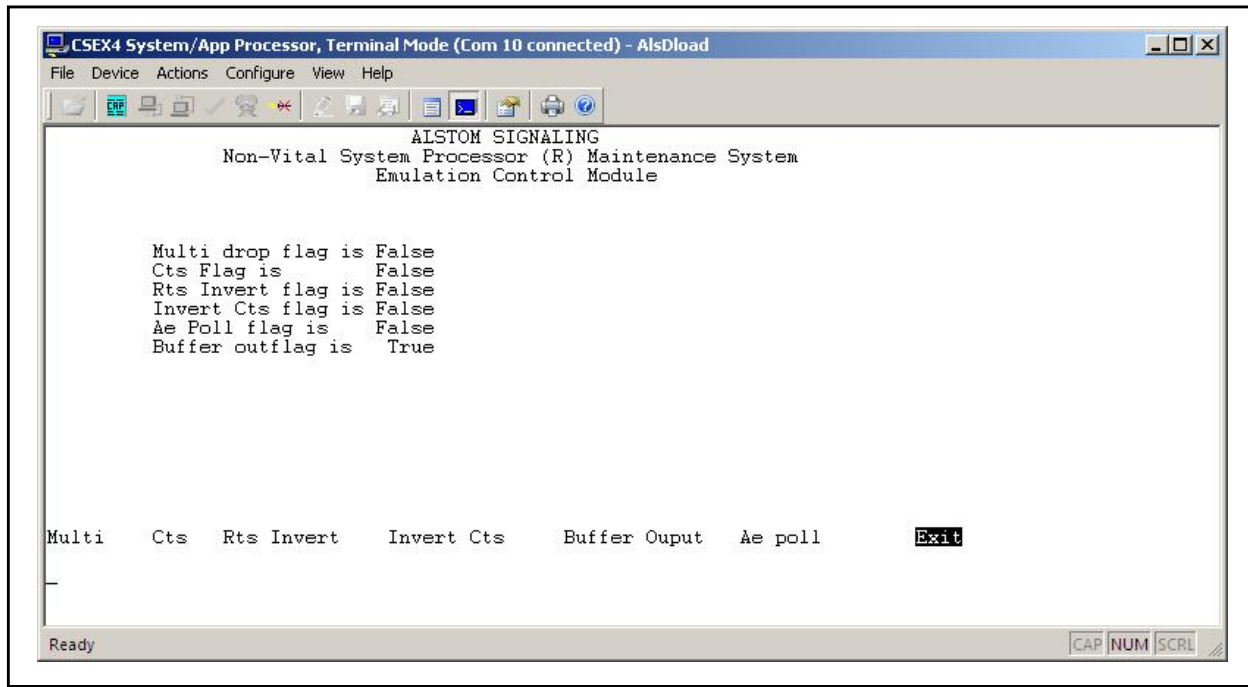 CSEX4 System/App Processor, Terminal Mode (Com 10 connected) - AlsDload
File Device Actions Configure View Help
CAP
ALSTOM SIGNALING
Non-Vital System Processor (R) Maintenance System
Emulation Control Module
Multi drop flag is False
Cts Flag is False
Rts Invert flag is False
Invert Cts flag is False
Ae Poll flag is False
Buffer outflag is True
Multi Cts Rts Invert Invert Cts Buffer Ouput Ae poll Exit
Ready CAP NUM SCRL